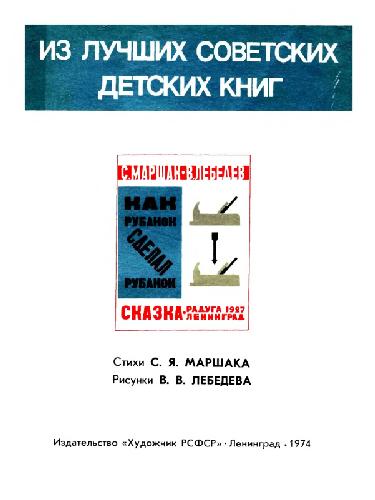 ИЗ ЛУЧШИХ СОВЕТСКИХ
ДЕТСКИХ КНИГ
С. МАРШАК-В. ЛЕБЕДЕВ
КАК
РУБАНОК
СДЕЛАЛ
РУБАНОК
СКАЗКА•РАДУГА 1927
ЛЕНИНГРАД
Стихи С. Я. МАРШАКА
Рисунки В. В. ЛЕБЕДЕВА
Издательство «Художник РСФСР» · Ленинград · 1974